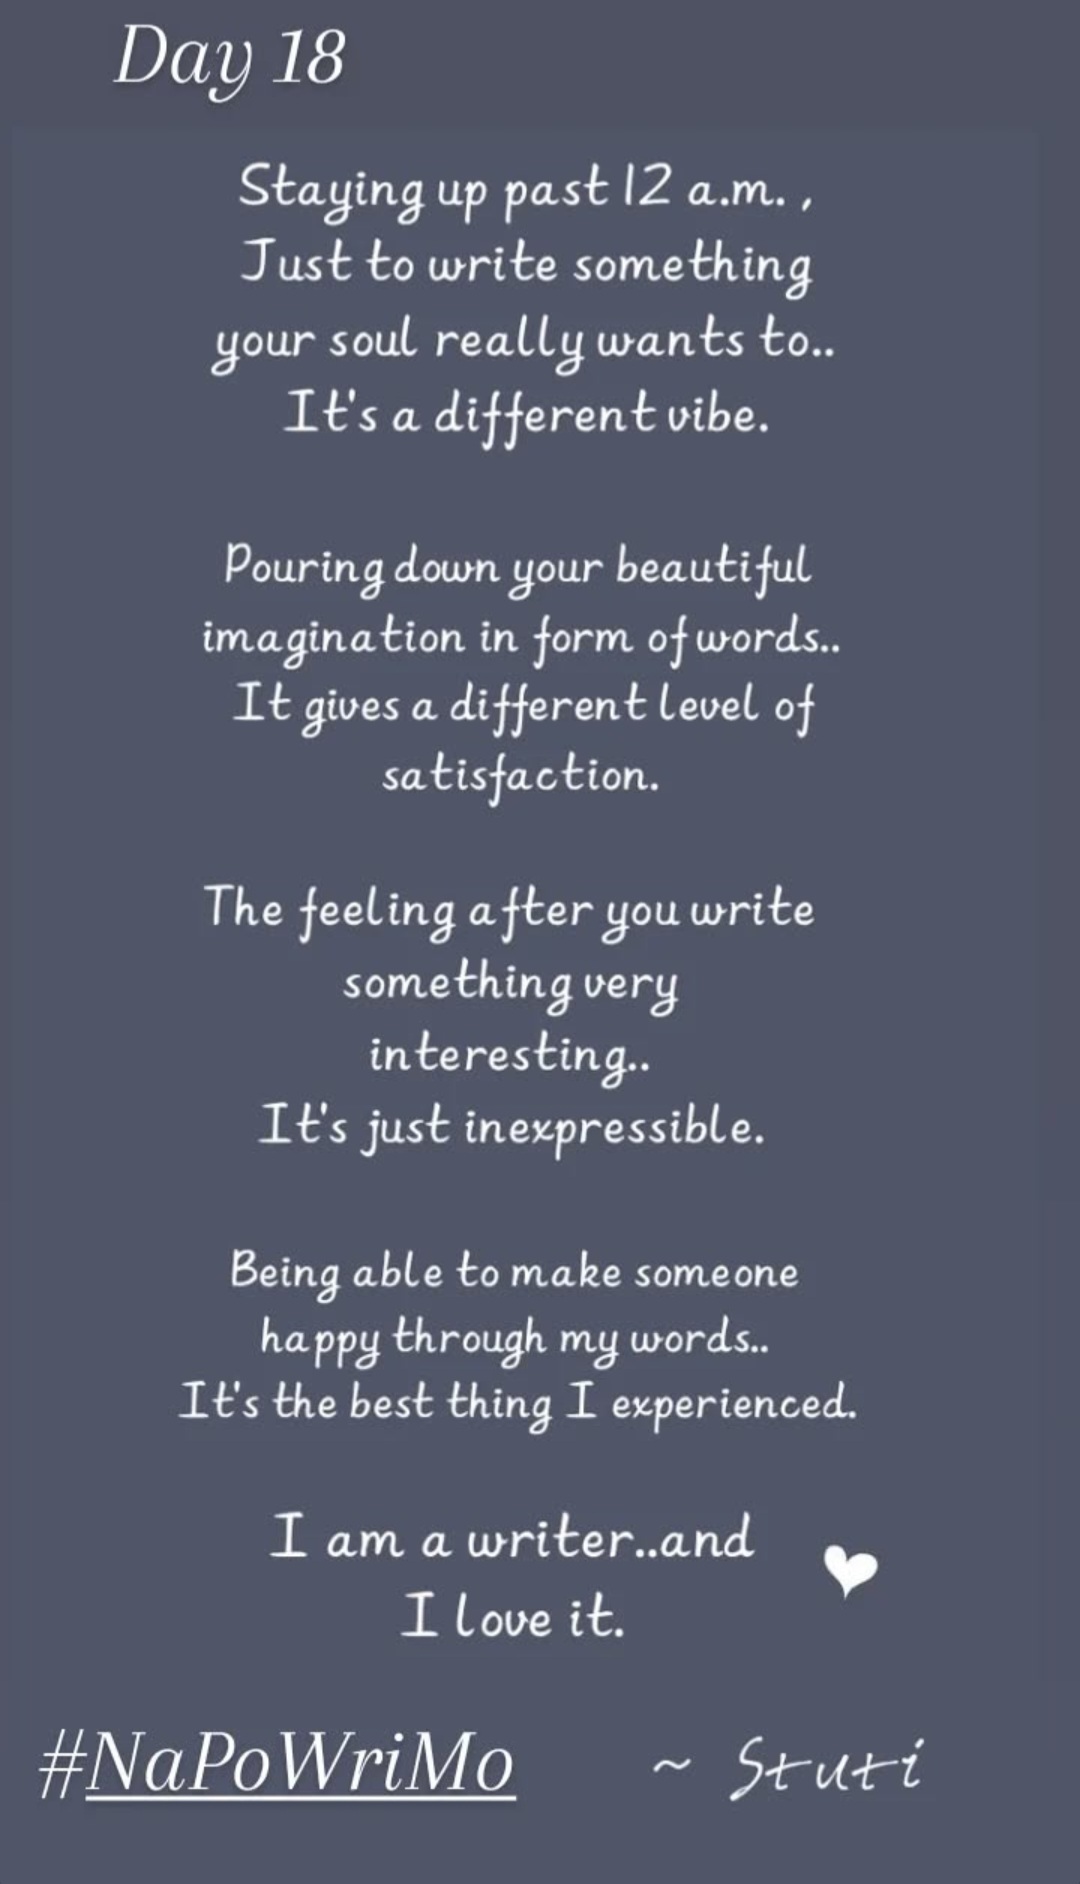 Day 18
Staying up past 12 a.m. ,
Just to write something
your soul really wants to..
It's a different vibe.
Pouring down your beautiful
imagination in form of words..
It gives a different level of
satisfaction.
The feeling after you write
something very
interesting..
It's just inexpressible.
Being able to make someone
happy through my words..
It's the best thing I experienced.
I am a writer..and
I love it.
#NaPoWriMo
~ Stuti